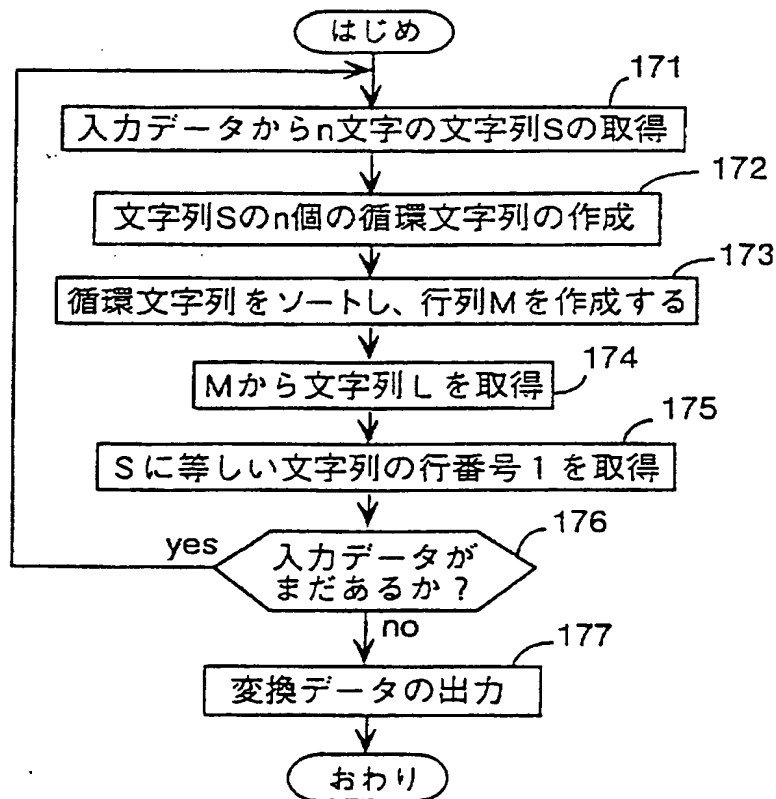 はじめ
171
入力データからn文字の文字列Sの取得
172
文字列Sのn個の循環文字列の作成
173
循環文字列をソートし、行列Mを作成する
174
Mから文字列Lを取得
175
Sに等しい文字列の行番号1を取得
176
yes
入力データが
まだあるか?
no
177
変換データの出力
おわり